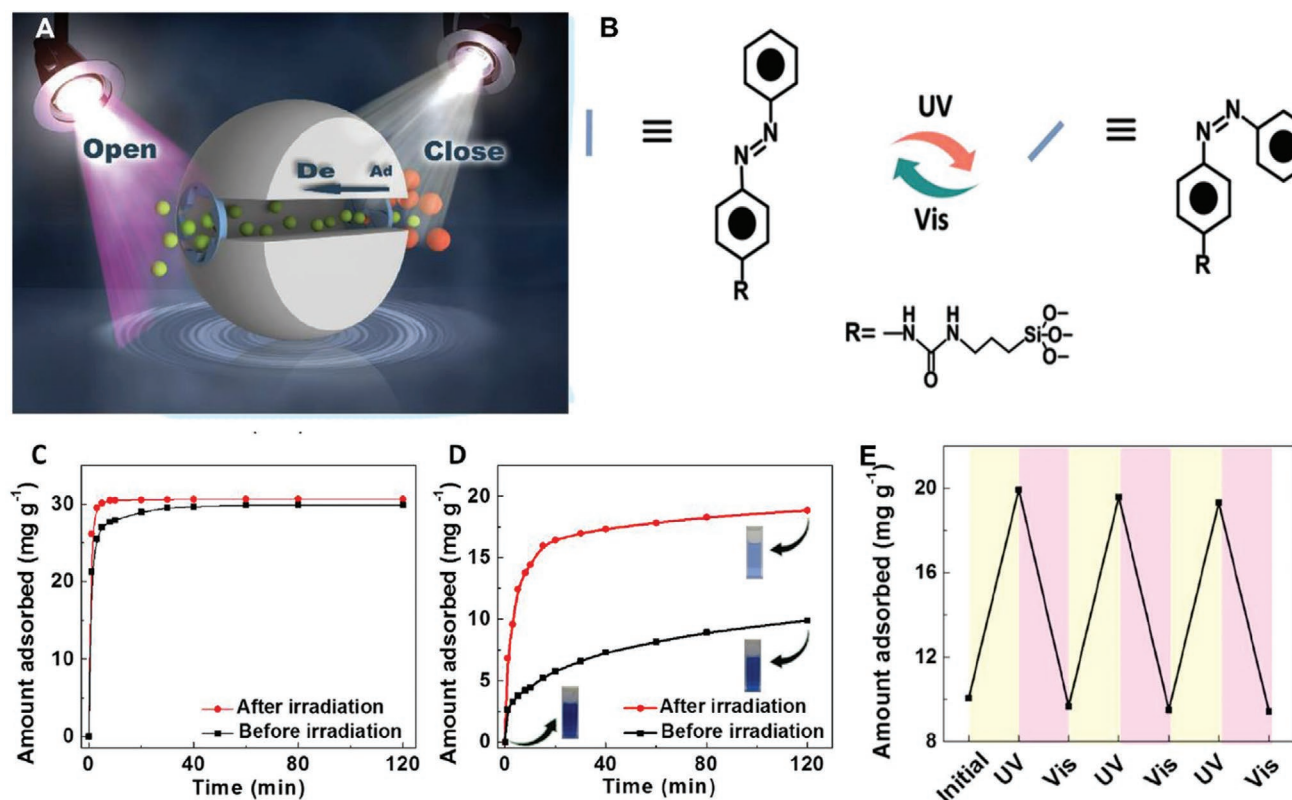 A
Open
Close
De
Ad
B
N
N
R
UV
Vis
N
N
R
R=
H
N
H
N
O
Si
O–
O–
O–
C
Amount adsorbed (mg g⁻¹)
30
20
10
0
After irradiation
Before irradiation
0 40 80 120
Time (min)
D
Amount adsorbed (mg g⁻¹)
20
15
10
5
0
After irradiation
Before irradiation
0 40 80 120
Time (min)
E
Amount adsorbed (mg g⁻¹)
20
16
12
8
Initial UV Vis UV Vis UV Vis